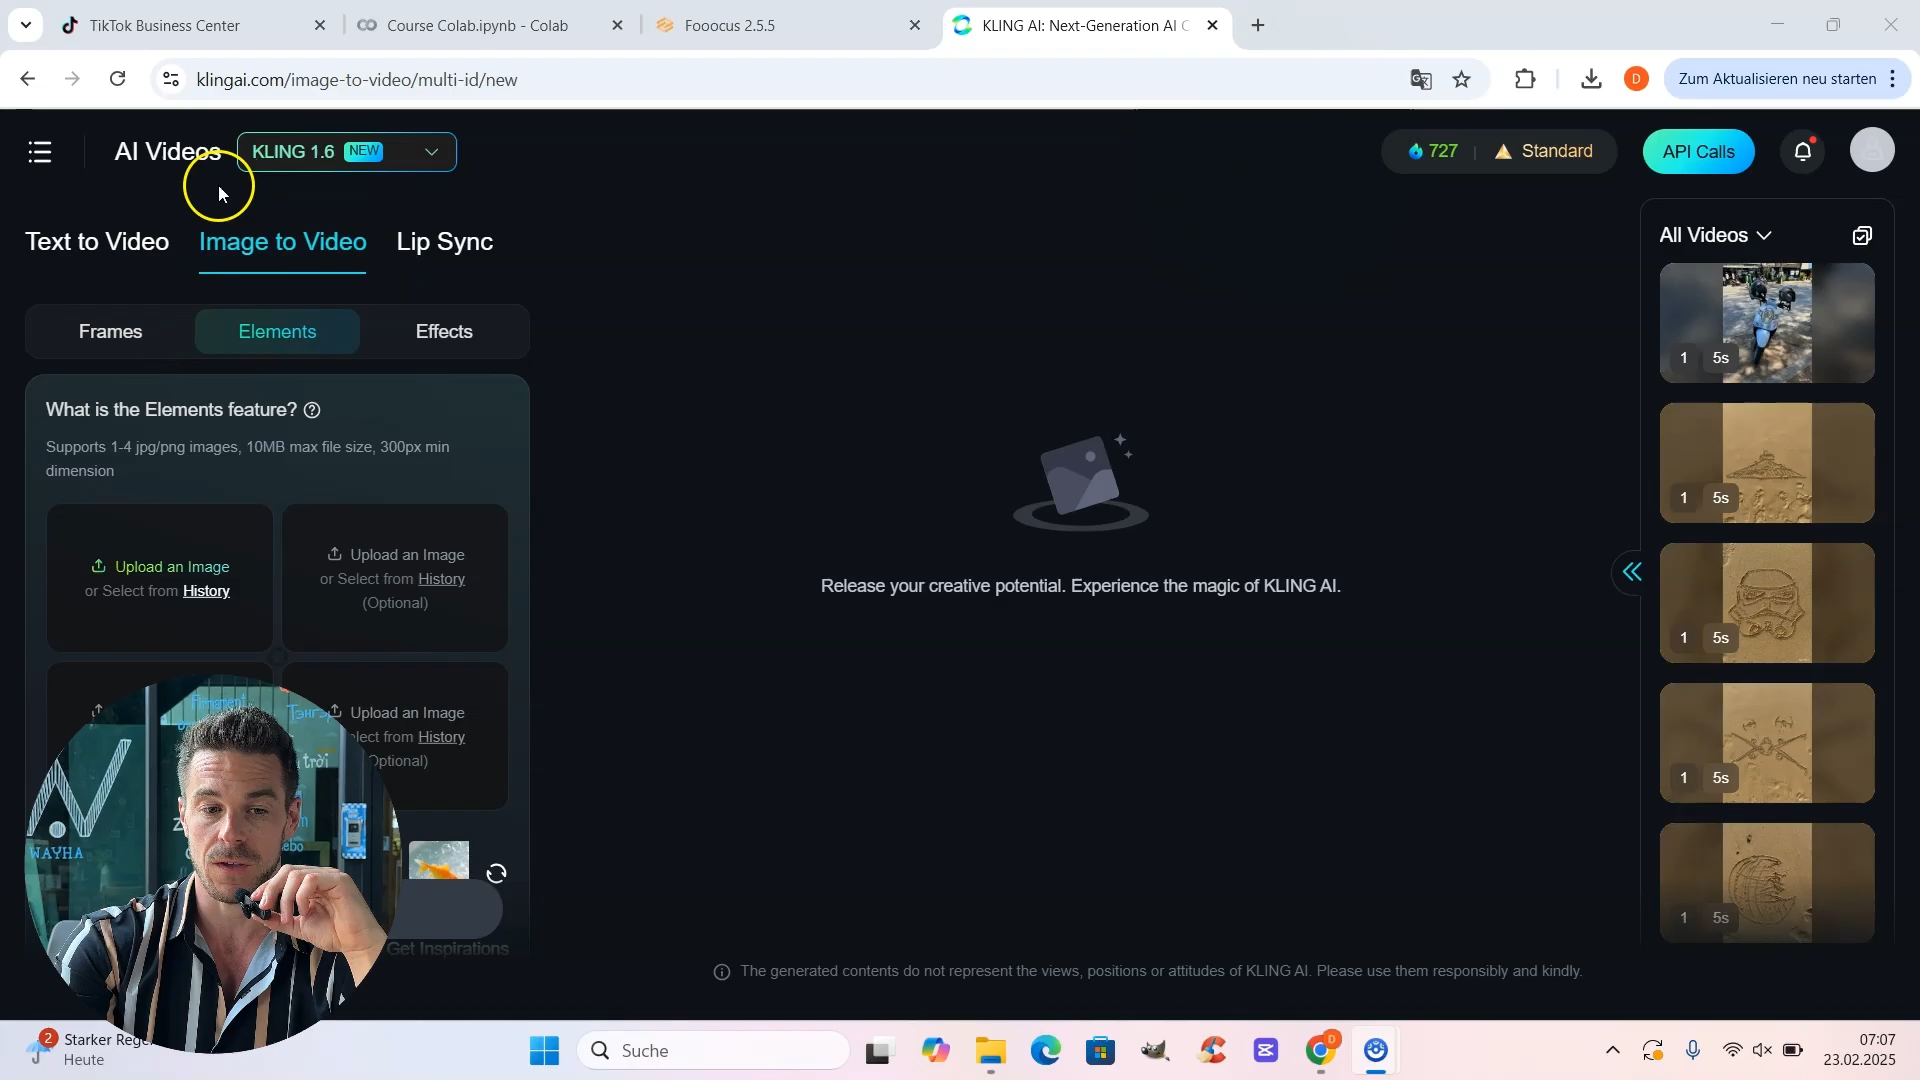 TikTok Business Center
Course Colab.ipynb - Colab
Fooocus 2.5.5
KLING AI: Next-Generation AI C
klingai.com/image-to-video/multi-id/new
D
Zum Aktualisieren neu starten
AI Videos
KLING 1.6 NEW
727
Standard
API Calls
Text to Video
Image to Video
Lip Sync
Frames
Elements
Effects
What is the Elements feature?
Supports 1-4 jpg/png images, 10MB max file size, 300px min
dimension
Upload an Image
or Select from History
Upload an Image
or Select from History
(Optional)
Upload an Image
lect from History
Optional)
WAYHA
Get Inspirations
Release your creative potential. Experience the magic of KLING AI.
The generated contents do not represent the views, positions or attitudes of KLING AI. Please use them responsibly and kindly.
All Videos
1 5s
1 5s
1 5s
1 5s
1 5s
2
Starker Rege
Heute
Suche
D
07:07
23.02.2025